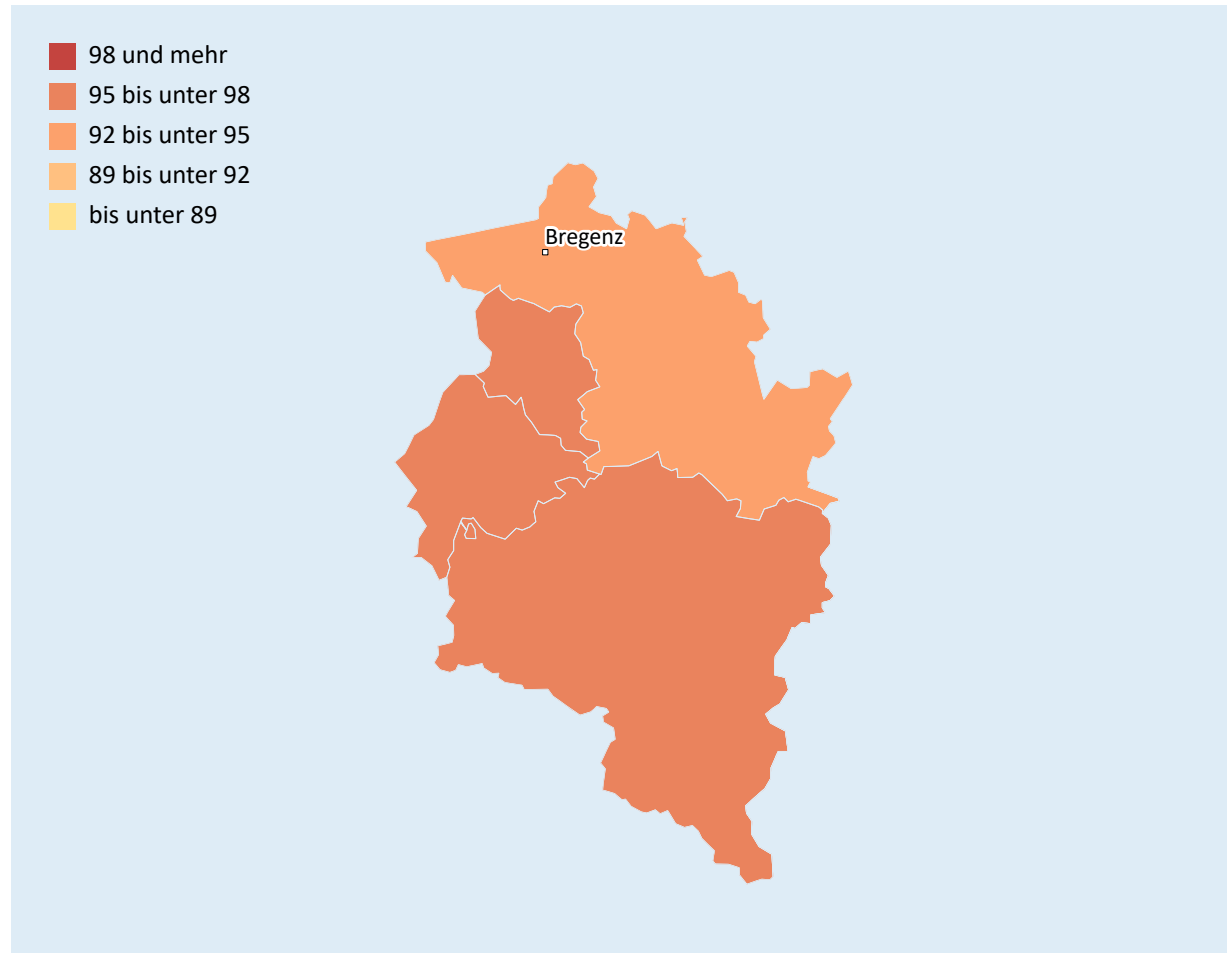 98 und mehr
95 bis unter 98
92 bis unter 95
89 bis unter 92
bis unter 89
Bregenz